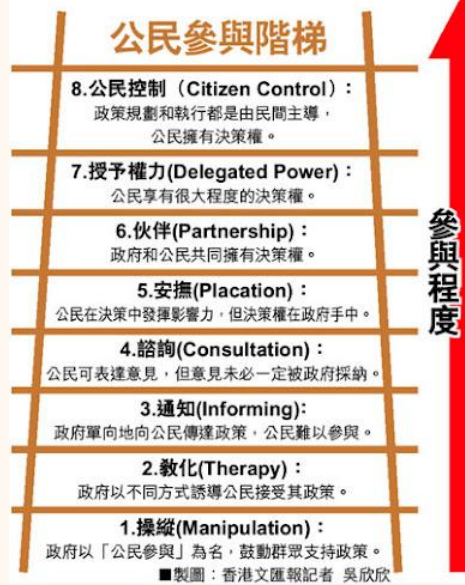 公民參與階梯
8.公民控制（Citizen Control）：
政策規劃和執行都是由民間主導，
公民擁有決策權。
7.授予權力(Delegated Power)：
公民享有很大程度的決策權。
6.伙伴(Partnership)：
政府和公民共同擁有決策權。
5.安撫(Placation)：
公民在決策中發揮影響力，但決策權在政府手中。
4.諮詢(Consultation)：
公民可表達意見，但意見未必一定被政府採納。
3.通知(Informing):
政府單向地向公民傳達政策，公民難以參與。
2.教化(Therapy)：
政府以不同方式誘導公民接受其政策。
1.操縱(Manipulation)：
政府以「公民參與」為名，鼓動群眾支持政策。
■製圖：香港文匯報記者 吳欣欣
參與程度